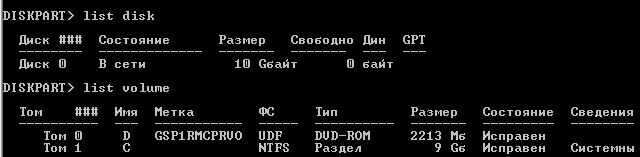 DISKPART> list disk
Диск ### Состояние Размер Свободно Дин GPT
-------- ------------- ------- ------- --- ---
Диск 0 В сети 10 Gбайт 0 байт
DISKPART> list volume
Том ### Имя Метка ФС Тип Размер Состояние Сведения
---------- --- ----------- ----- ---------- ------- --------- --------
Том 0 D GSP1RMCPRVO UDF DVD-ROM 2213 Mб Исправен
Том 1 C NTFS Раздел 9 Gб Исправен Системны